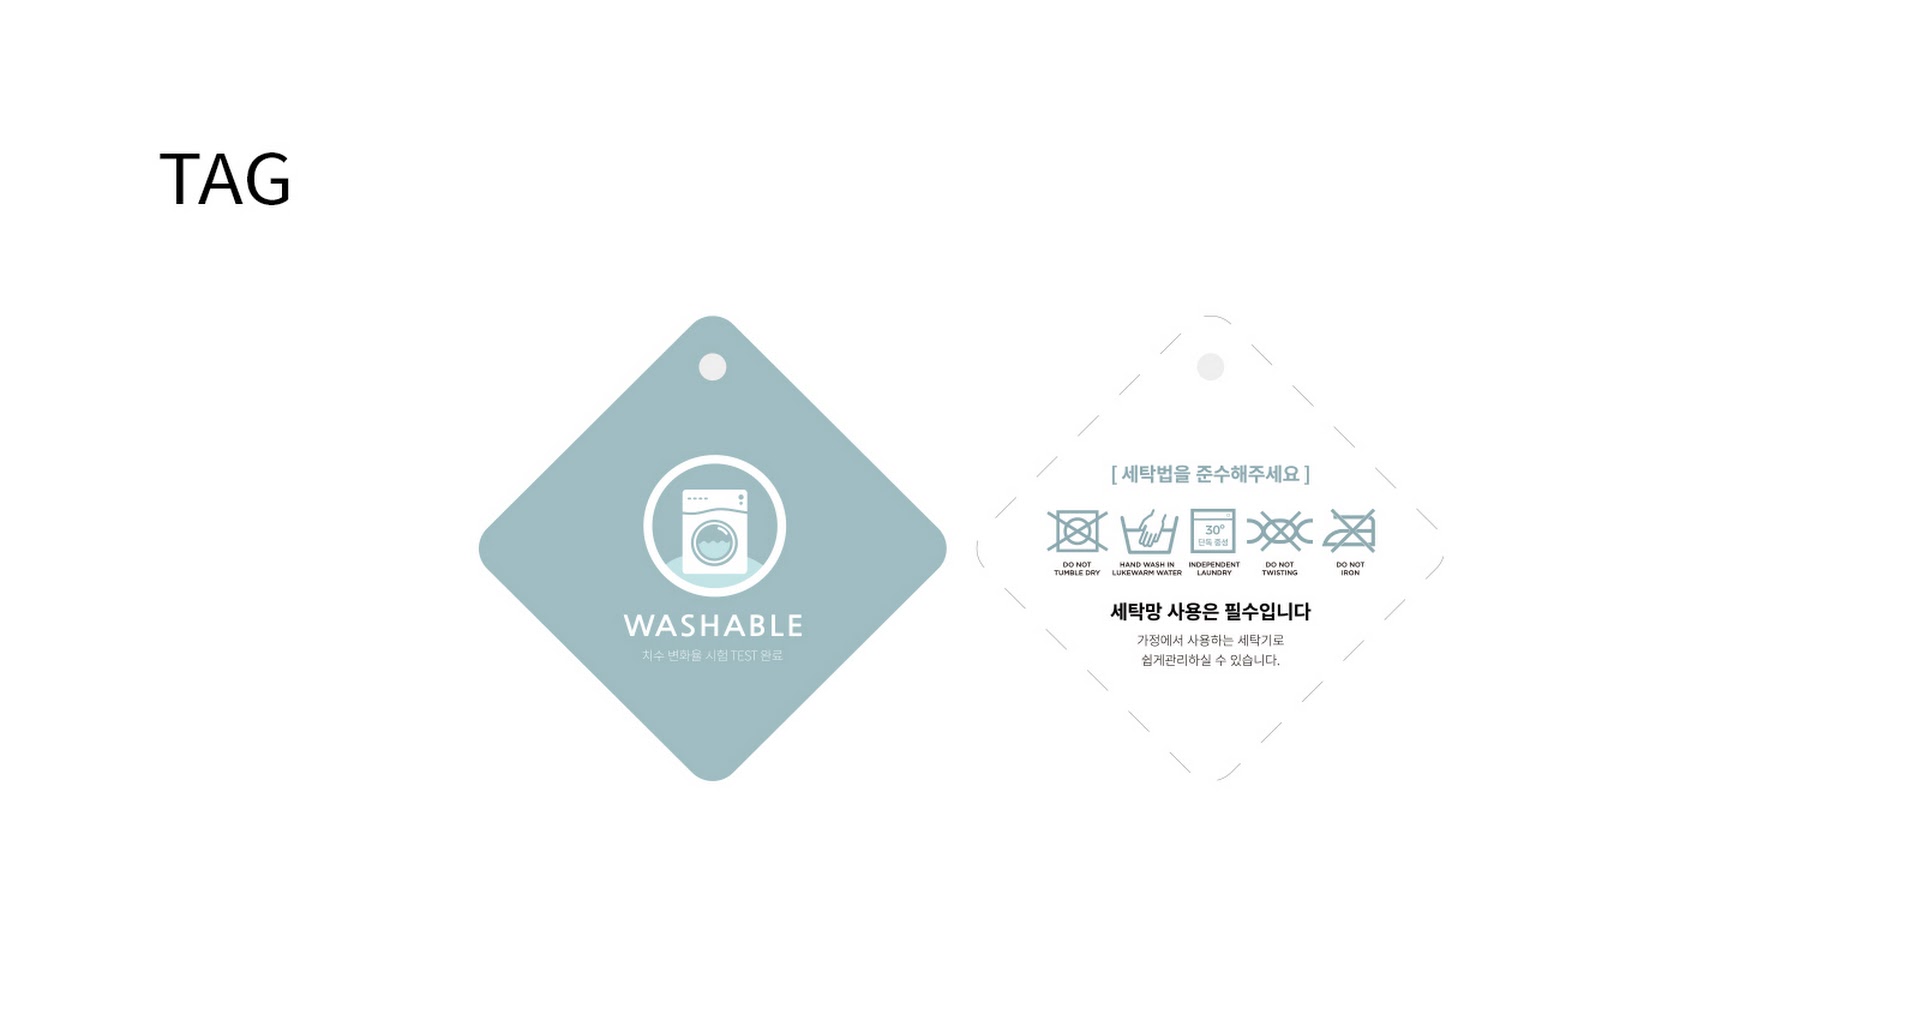 TAG
WASHABLE
치수 변화율 시험 TEST 완료
[ 세탁법을 준수해주세요 ]
30°
단독 중성
DO NOT
TUMBLE DRY
HAND WASH IN
LUKEWARM WATER
INDEPENDENT
LAUNDRY
DO NOT
TWISTING
DO NOT
IRON
세탁망 사용은 필수입니다
가정에서 사용하는 세탁기로
쉽게관리하실 수 있습니다.